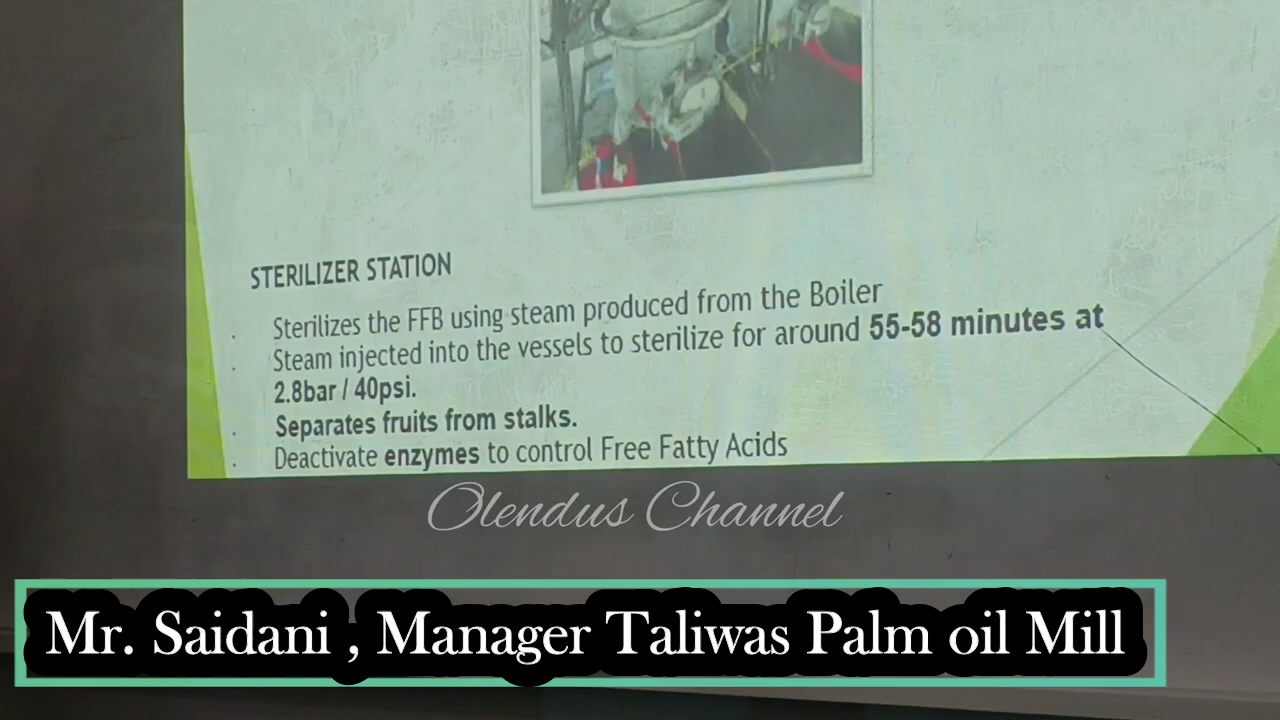 STERILIZER STATION
. Sterilizes the FFB using steam produced from the Boiler
. Steam injected into the vessels to sterilize for around 55-58 minutes at
2.8bar / 40psi.
. Separates fruits from stalks.
. Deactivate enzymes to control Free Fatty Acids
Olendus Channel
Mr. Saidani , Manager Taliwas Palm oil Mill